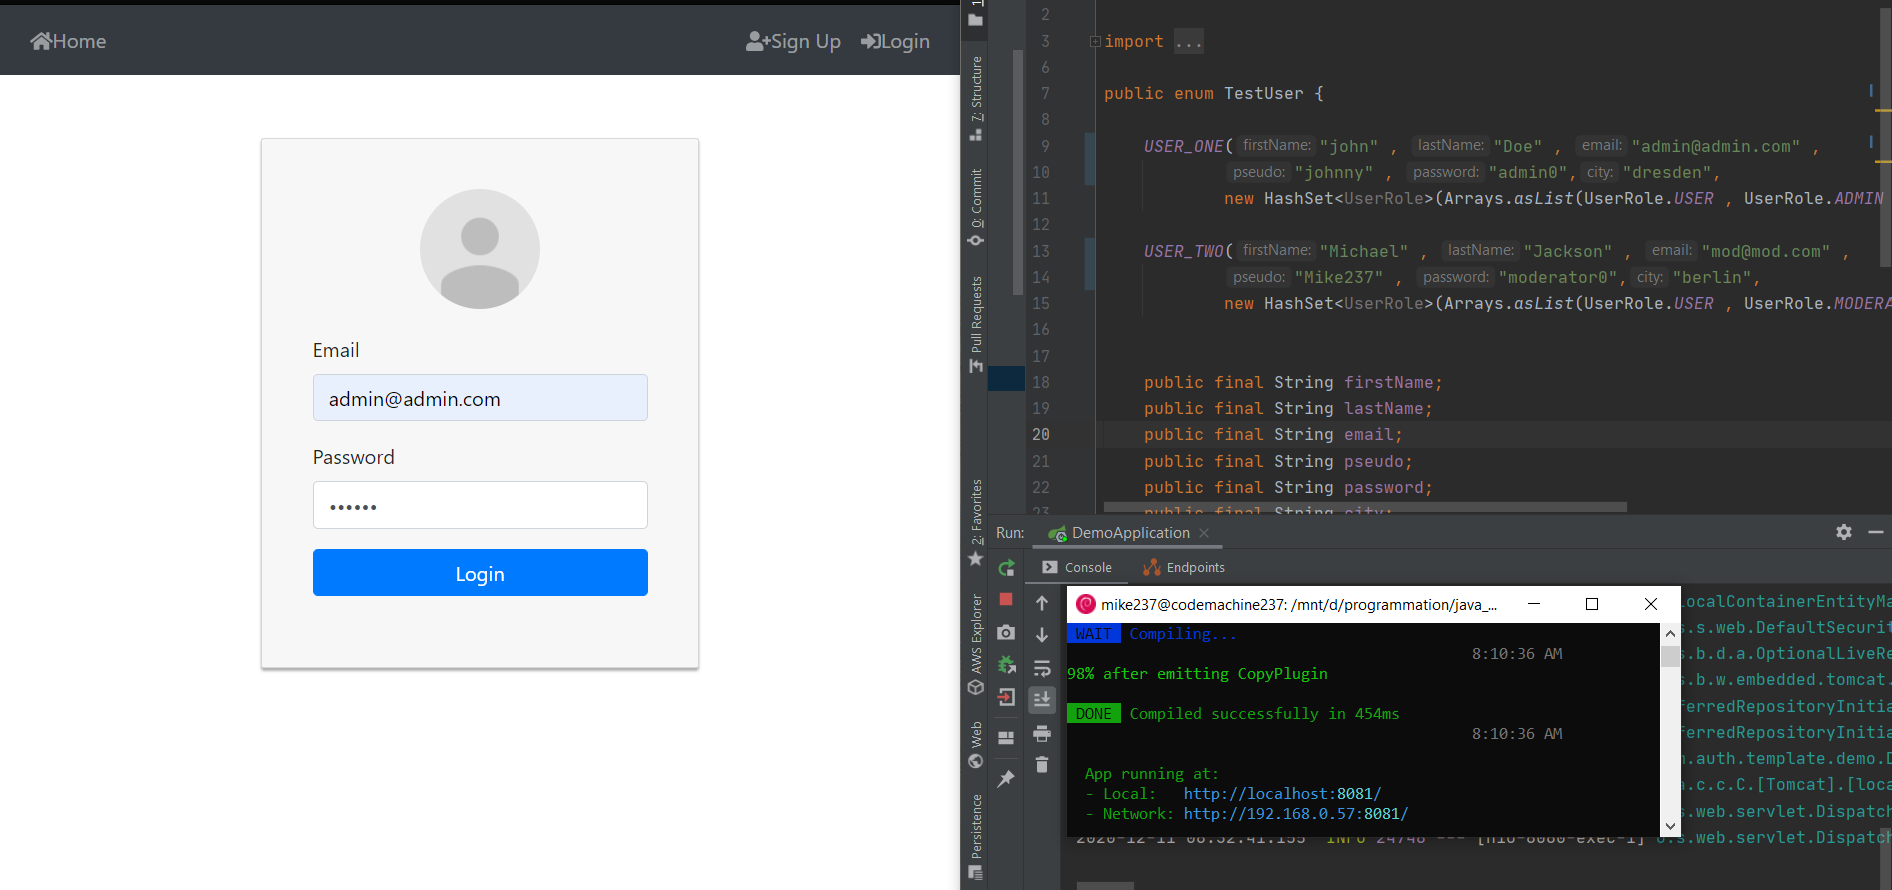 Home
Sign Up
Login
Email
admin@admin.com
Password
••••••
Login
1
7: Structure
0: Commit
Pull Requests
2: Favorites
AWS Explorer
Web
Persistence
2
3 import ...
6
7 public enum TestUser {
8
9 USER_ONE( firstName: "john" , lastName: "Doe" , email: "admin@admin.com" ,
10 pseudo: "johnny" , password: "admin0", city: "dresden",
11 new HashSet<UserRole>(Arrays.asList(UserRole.USER , UserRole.ADMIN
12
13 USER_TWO( firstName: "Michael" , lastName: "Jackson" , email: "mod@mod.com" ,
14 pseudo: "Mike237" , password: "moderator0", city: "berlin",
15 new HashSet<UserRole>(Arrays.asList(UserRole.USER , UserRole.MODERA
16
17
18 public final String firstName;
19 public final String lastName;
20 public final String email;
21 public final String pseudo;
22 public final String password;
23 public final String city;
Run: DemoApplication
Console Endpoints
mike237@codemachine237: /mnt/d/programmation/java_...
WAIT Compiling...
8:10:36 AM
98% after emitting CopyPlugin
DONE Compiled successfully in 454ms
8:10:36 AM
App running at:
- Local: http://localhost:8081/
- Network: http://192.168.0.57:8081/
LocalContainerEntityMa
.s.web.DefaultSecurit
.b.d.a.OptionalLiveRe
.b.w.embedded.tomcat.
ferredRepositoryInitia
ferredRepositoryInitia
.auth.template.demo.D
a.c.c.C.[Tomcat].[loca
.web.servlet.Dispatch
2020-12-11 08:32:41.155 INFO 24748 --- [nio-8080-exec-1] o.s.web.servlet.Dispatch